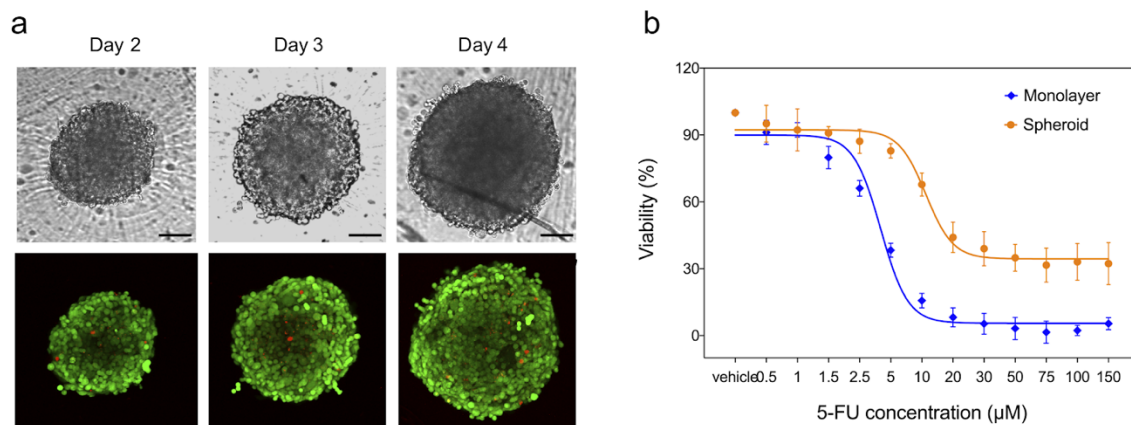 a
Day 2
Day 3
Day 4
b
120
90
60
30
0
Viability (%)
Monolayer
Spheroid
vehicle 0.5 1 1.5 2.5 5 10 20 30 50 75 100 150
5-FU concentration (µM)